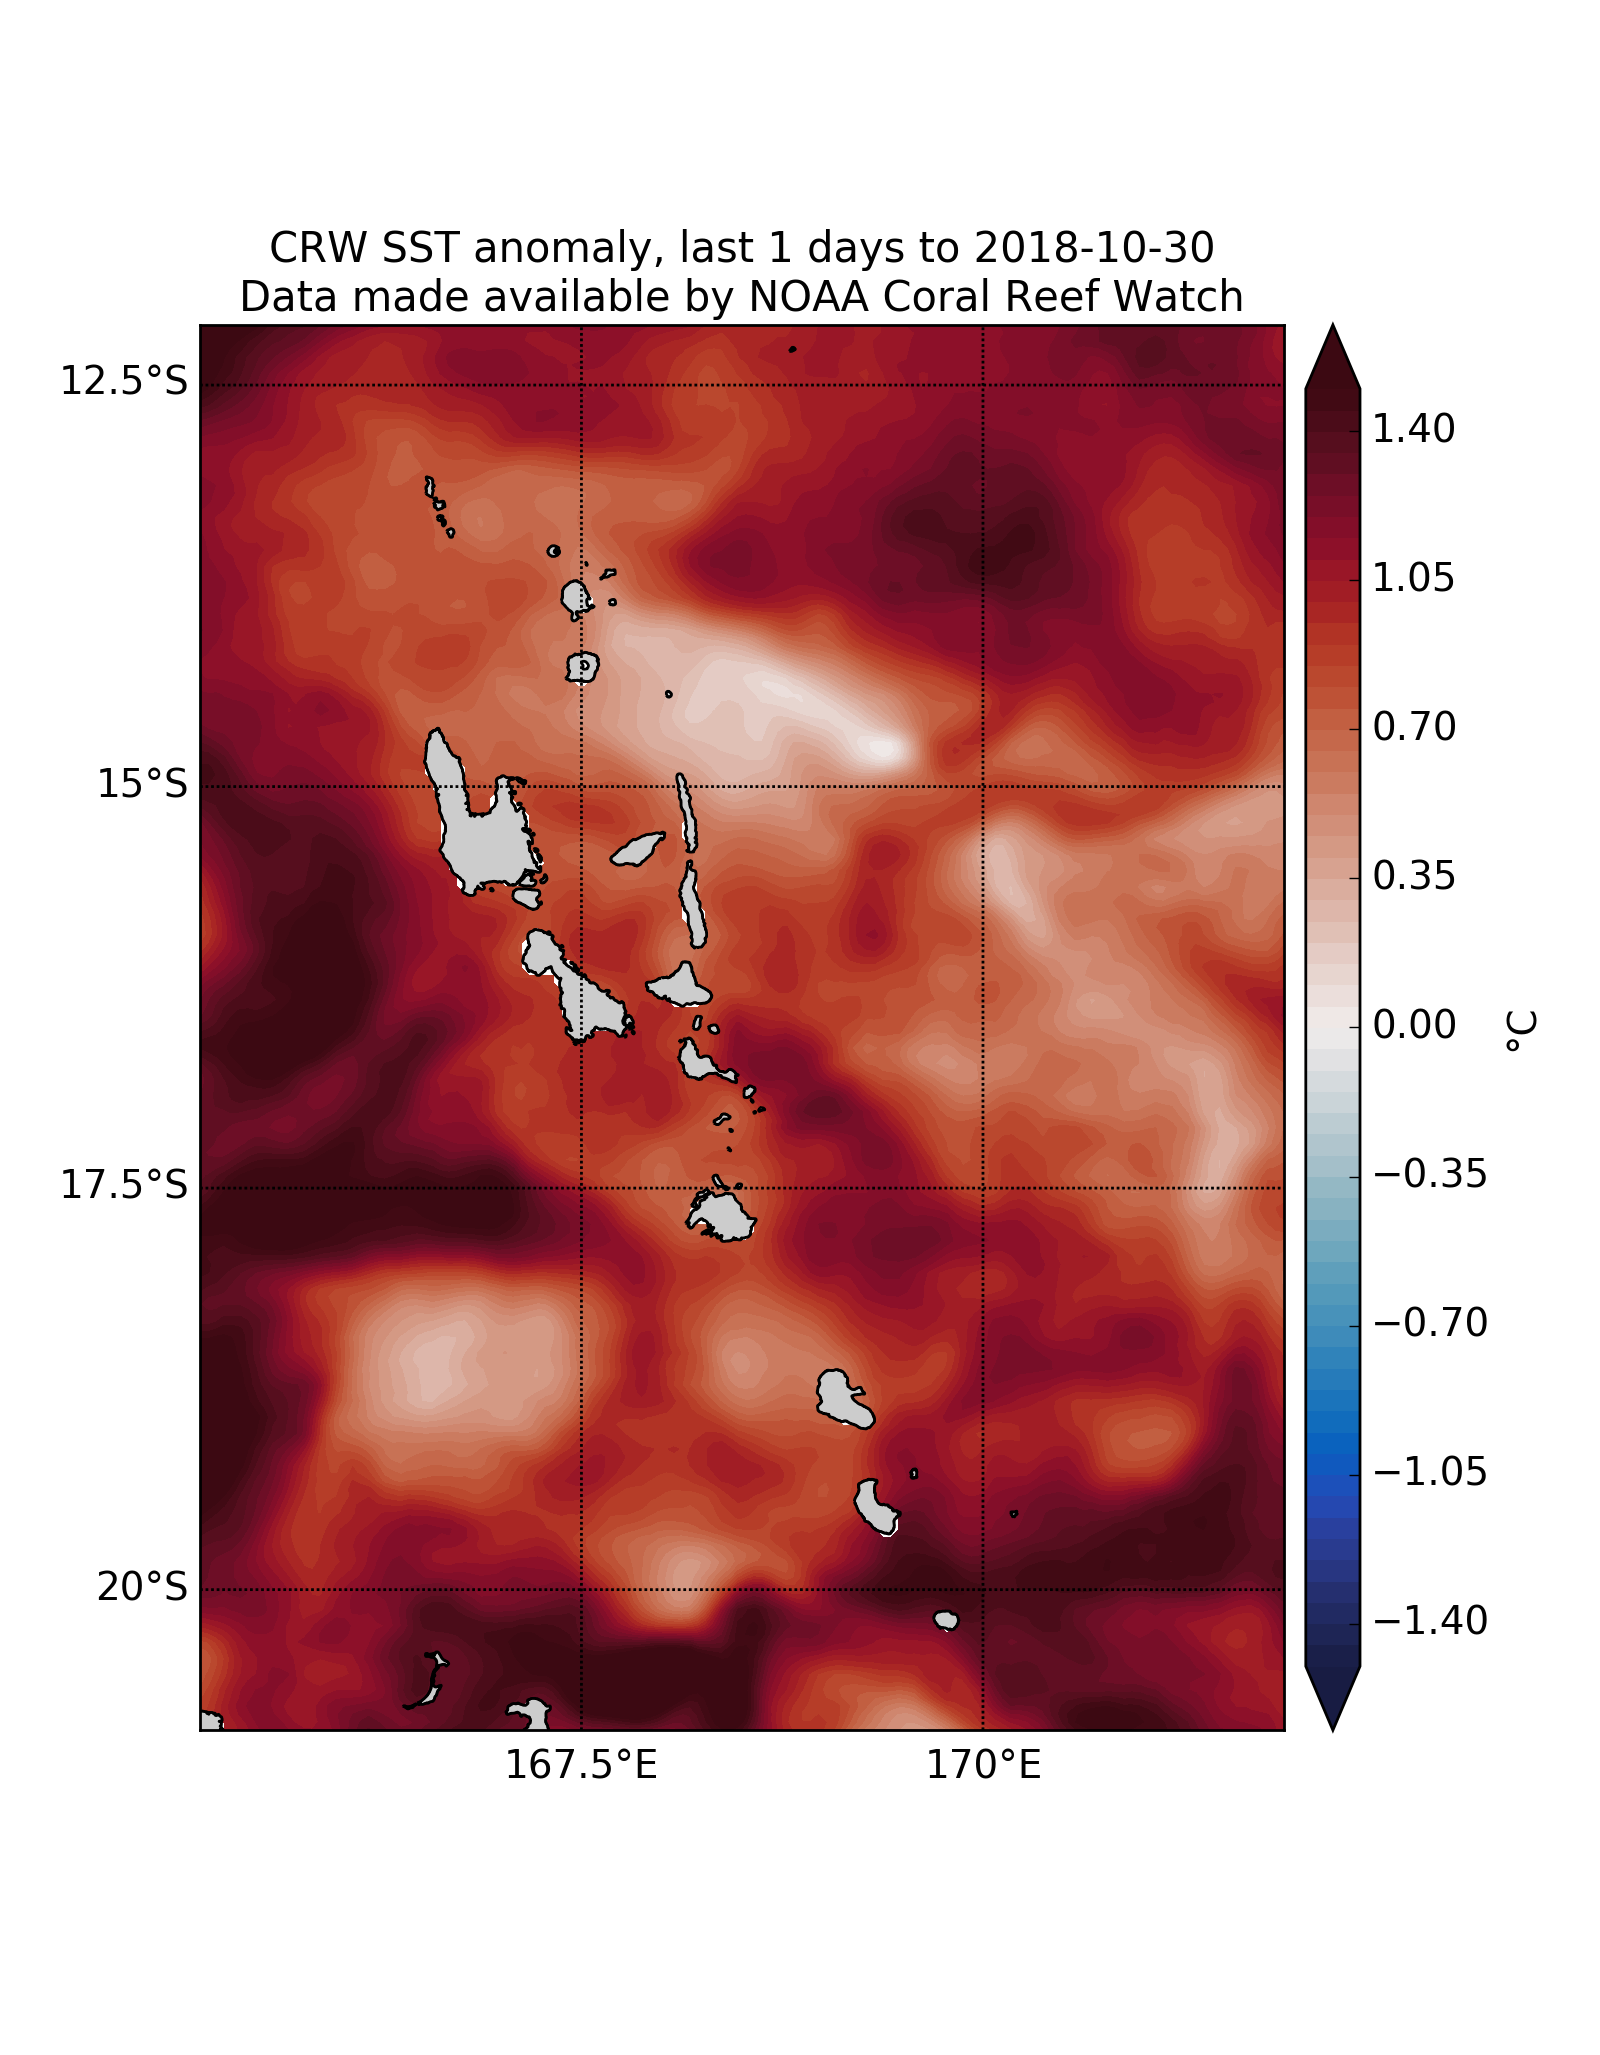 CRW SST anomaly, last 1 days to 2018-10-30
Data made available by NOAA Coral Reef Watch
12.5°S
15°S
17.5°S
20°S
167.5°E
170°E
1.40
1.05
0.70
0.35
0.00
−0.35
−0.70
−1.05
−1.40
°C